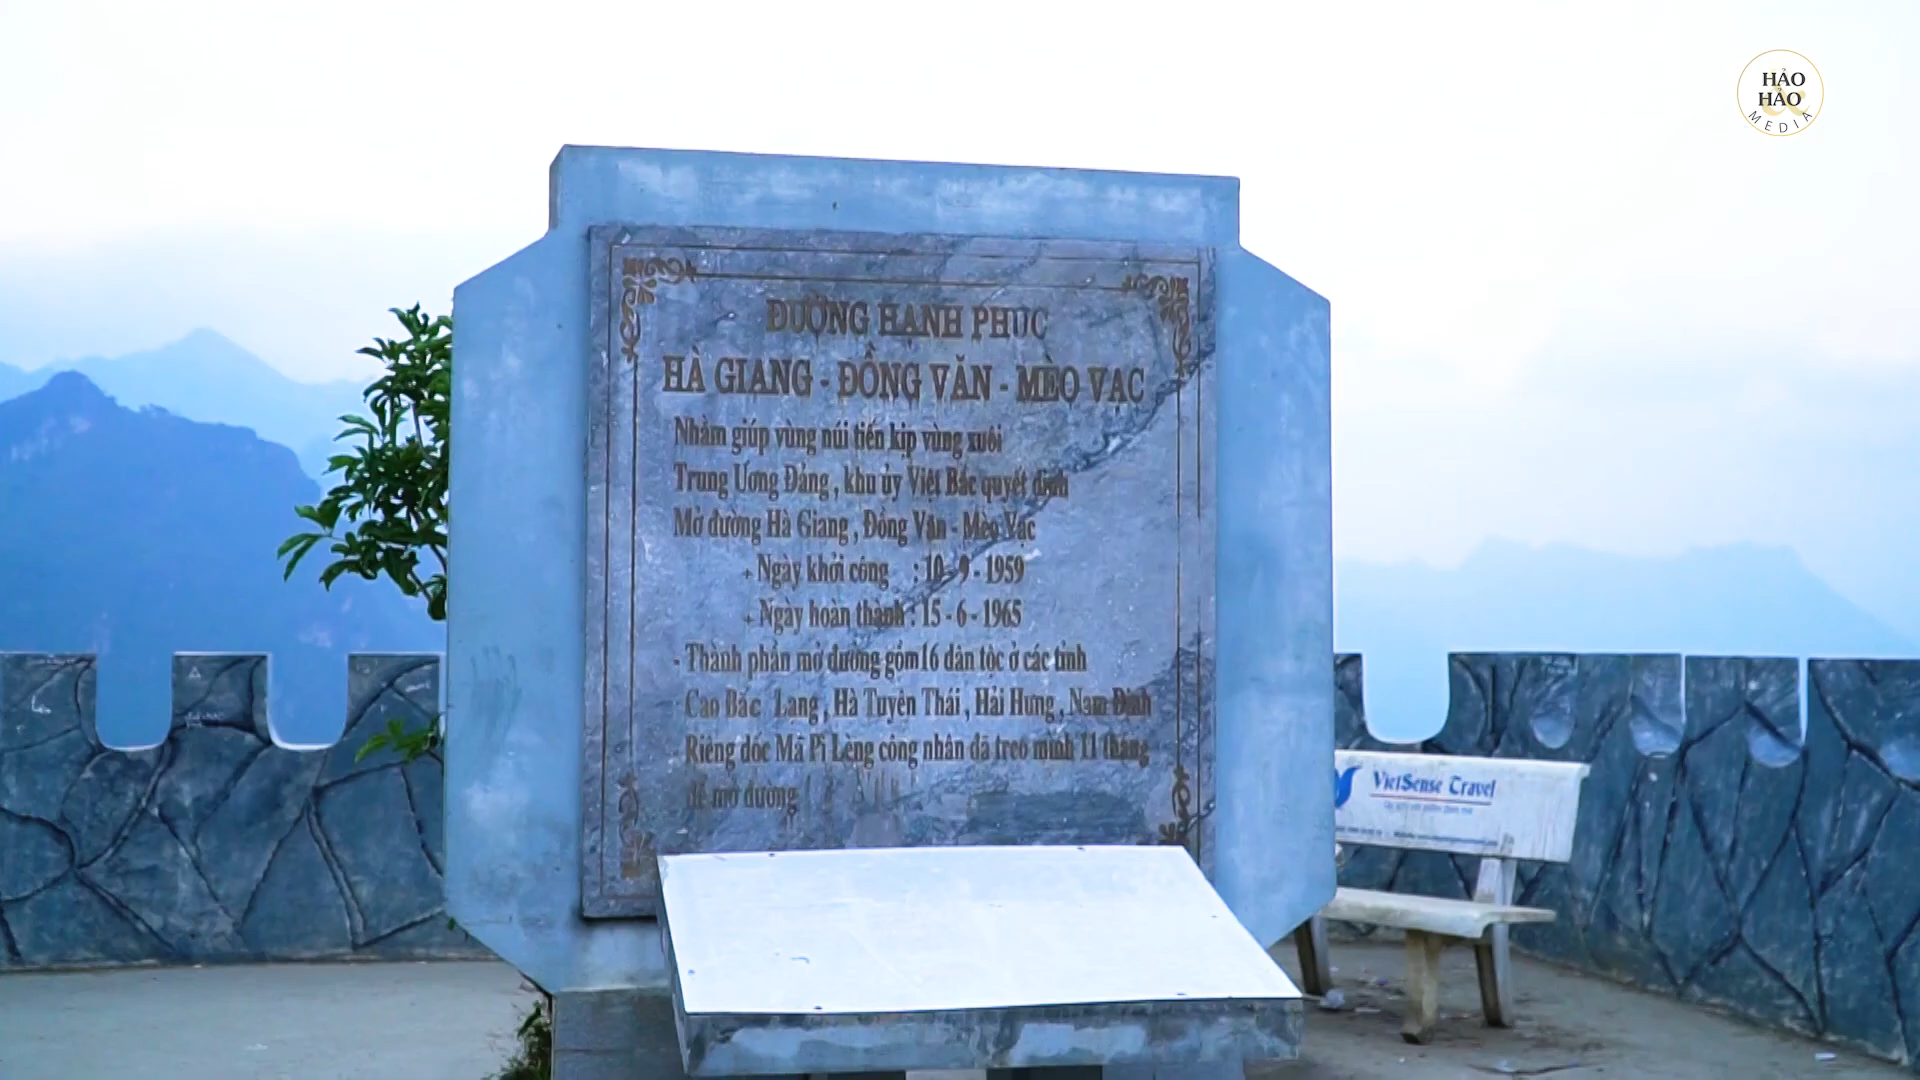 HẢO
HẢO
MEDIA
ĐƯỜNG HẠNH PHÚC
HÀ GIANG - ĐỒNG VĂN - MÈO VẠC
Nhằm giúp vùng núi tiến kịp vùng xuôi
Trung Ương Đảng , khu ủy Việt Bắc quyết định
Mở đường Hà Giang , Đồng Văn - Mèo Vạc
+ Ngày khởi công : 10 - 9 - 1959
+ Ngày hoàn thành : 15 - 6 - 1965
- Thành phần mở đường gồm 16 dân tộc ở các tỉnh
Cao Bắc Lạng , Hà Tuyên Thái , Hải Hưng , Nam Định
Riêng dốc Mã Pì Lèng công nhân đã treo mình 11 tháng
để mở đường
VietSense Travel